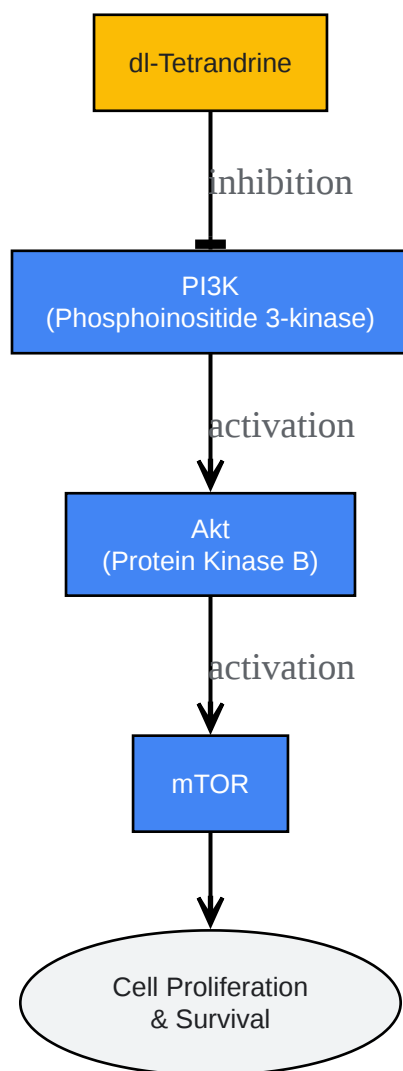 dl-Tetrandrine
inhibition
PI3K
(Phosphoinositide 3-kinase)
activation
Akt
(Protein Kinase B)
activation
mTOR
Cell Proliferation
& Survival